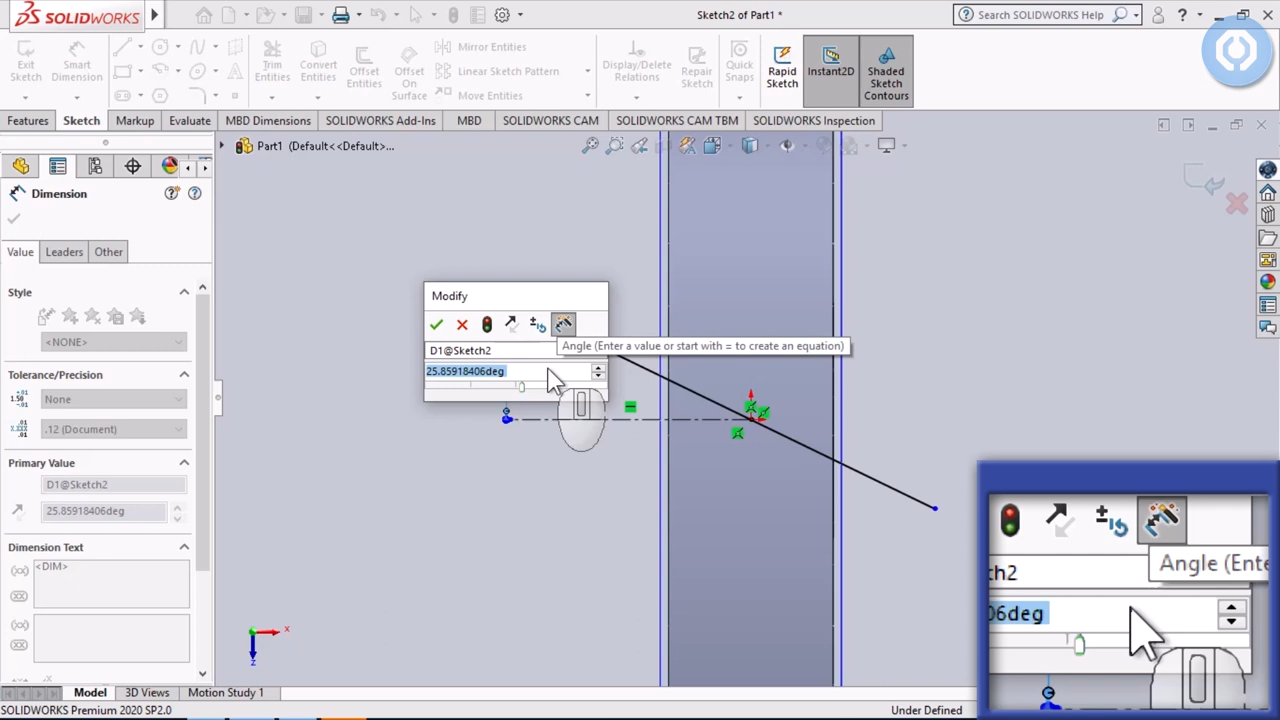 SOLIDWORKS
Sketch2 of Part1 *
Search SOLIDWORKS Help
?
Exit Sketch
Smart Dimension
Trim Entities
Convert Entities
Offset Entities
Offset On Surface
Mirror Entities
Linear Sketch Pattern
Move Entities
Display/Delete Relations
Repair Sketch
Quick Snaps
Rapid Sketch
Instant2D
Shaded Sketch Contours
Features Sketch Markup Evaluate MBD Dimensions SOLIDWORKS Add-Ins MBD SOLIDWORKS CAM SOLIDWORKS CAM TBM SOLIDWORKS Inspection
Part1 (Default<<Default>...
Dimension
Value Leaders Other
Style
<NONE>
Tolerance/Precision
None
.12 (Document)
Primary Value
D1@Sketch2
25.85918406deg
Dimension Text
<DIM>
Modify
D1@Sketch2
Angle (Enter a value or start with = to create an equation)
25.85918406deg
Angle (Ente
ch2
06deg
x
z
Model 3D Views Motion Study 1
SOLIDWORKS Premium 2020 SP2.0
Under Defined